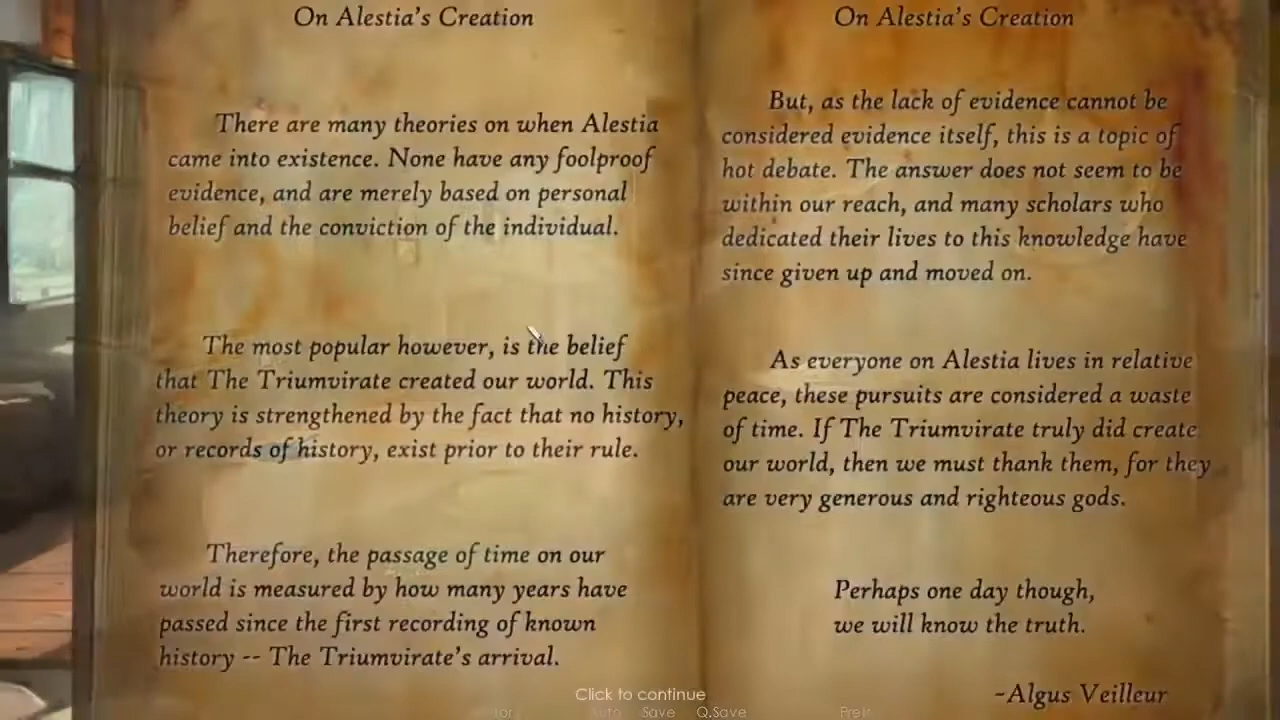 On Alestia's Creation
There are many theories on when Alestia
came into existence. None have any foolproof
evidence, and are merely based on personal
belief and the conviction of the individual.
The most popular however, is the belief
that The Triumvirate created our world. This
theory is strengthened by the fact that no history,
or records of history, exist prior to their rule.
Therefore, the passage of time on our
world is measured by how many years have
passed since the first recording of known
history -- The Triumvirate's arrival.
On Alestia's Creation
But, as the lack of evidence cannot be
considered evidence itself, this is a topic of
hot debate. The answer does not seem to be
within our reach, and many scholars who
dedicated their lives to this knowledge have
since given up and moved on.
As everyone on Alestia lives in relative
peace, these pursuits are considered a waste
of time. If The Triumvirate truly did create
our world, then we must thank them, for they
are very generous and righteous gods.
Perhaps one day though,
we will know the truth.
~Algus Veilleur
Click to continue
Auto Save Q.Save